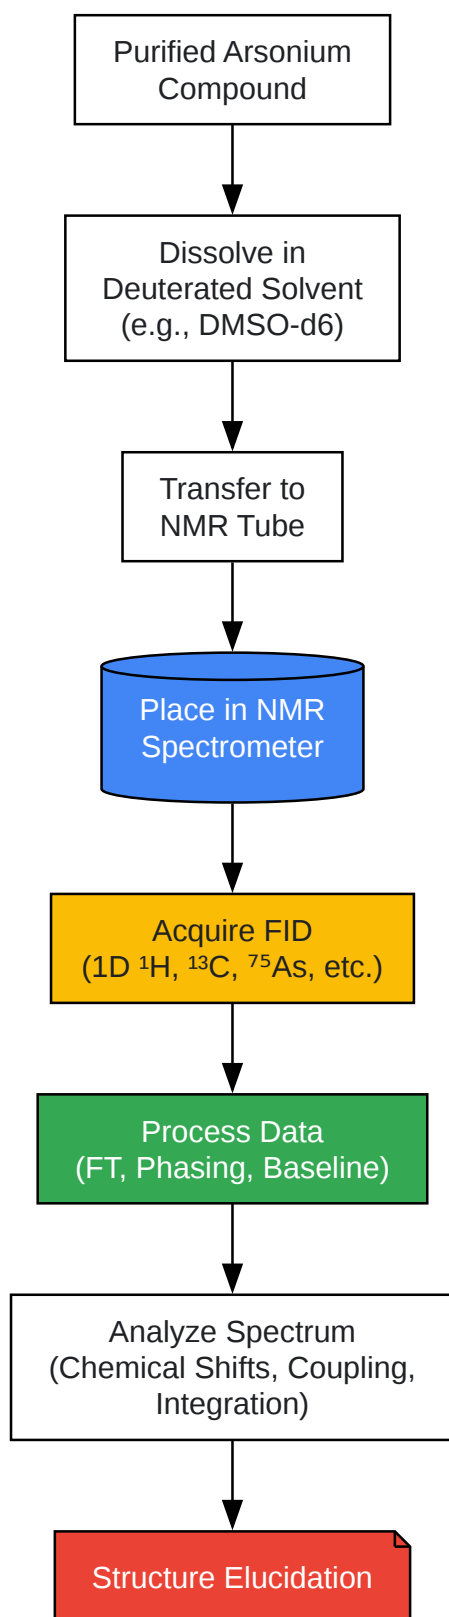 Purified Arsonium
Compound
Dissolve in
Deuterated Solvent
(e.g., DMSO-d6)
Transfer to
NMR Tube
Place in NMR
Spectrometer
Acquire FID
(1D ¹H, ¹³C, ⁷⁵As, etc.)
Process Data
(FT, Phasing, Baseline)
Analyze Spectrum
(Chemical Shifts, Coupling,
Integration)
Structure Elucidation